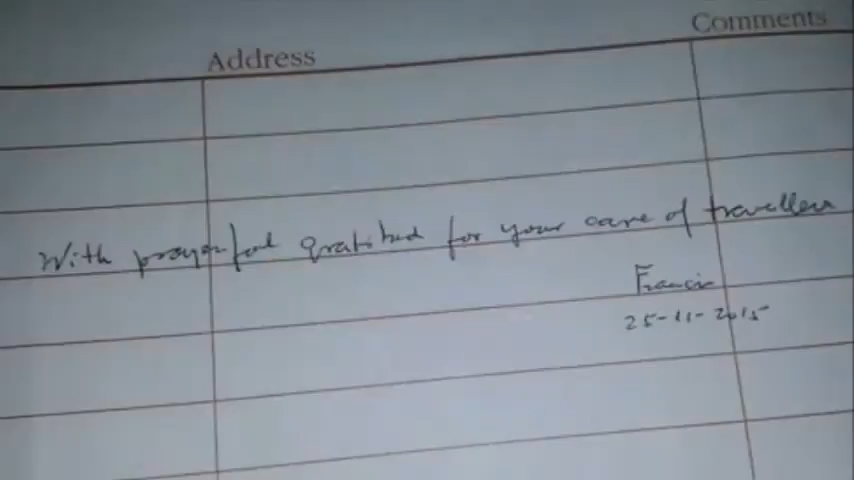 Address Comments
With prayerful gratitude for your care of travellers
Francis
25-11-2015